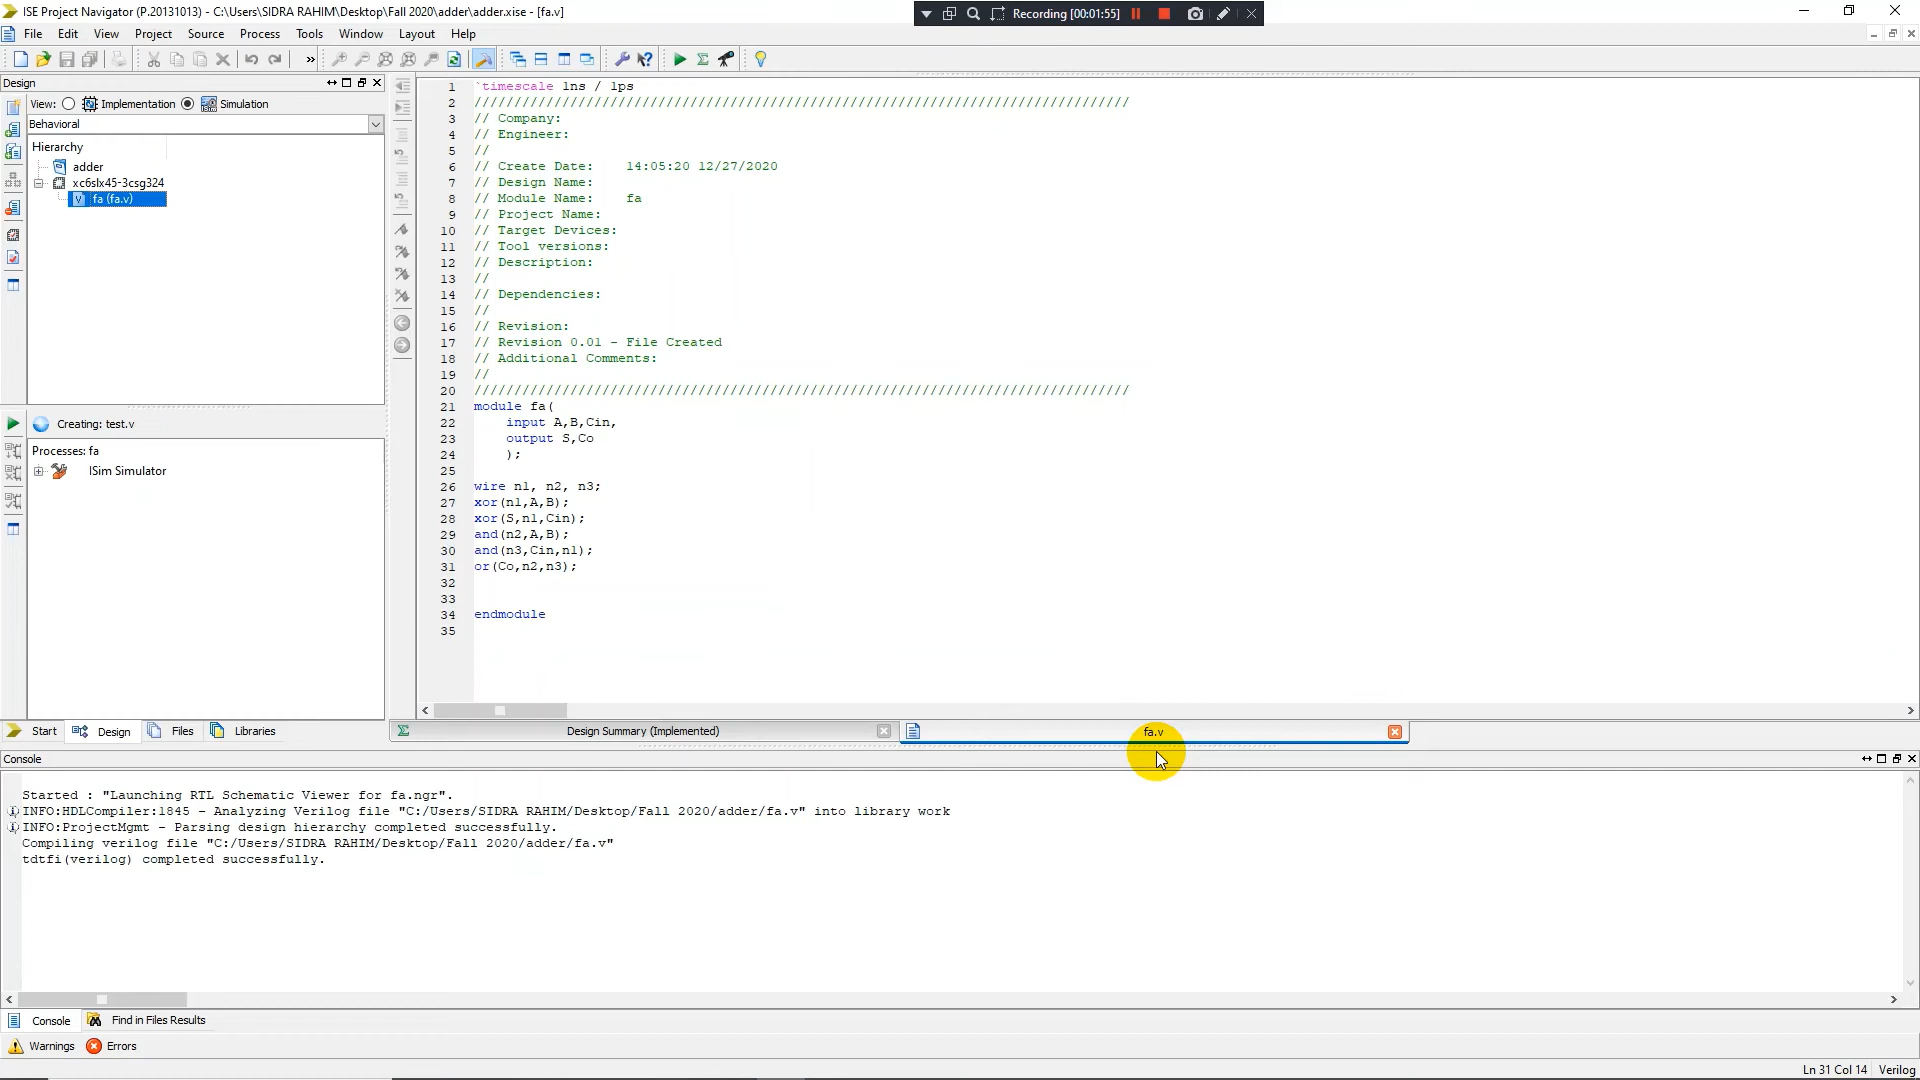 ISE Project Navigator (P.20131013) - C:\Users\SIDRA RAHIM\Desktop\Fall 2020\adder\adder.xise - [fa.v]
Recording [00:01:55]
File Edit View Project Source Process Tools Window Layout Help
»
Design
View: Implementation Simulation
Behavioral
Hierarchy
adder
xc6slx45-3csg324
fa (fa.v)
Creating: test.v
Processes: fa
ISim Simulator
Start Design Files Libraries
1 `timescale 1ns / 1ps
2 //////////////////////////////////////////////////////////////////////////////////
3 // Company:
4 // Engineer:
5 //
6 // Create Date:    14:05:20 12/27/2020
7 // Design Name:
8 // Module Name:    fa
9 // Project Name:
10 // Target Devices:
11 // Tool versions:
12 // Description:
13 //
14 // Dependencies:
15 //
16 // Revision:
17 // Revision 0.01 - File Created
18 // Additional Comments:
19 //
20 //////////////////////////////////////////////////////////////////////////////////
21 module fa(
22     input A,B,Cin,
23     output S,Co
24     );
25
26 wire n1, n2, n3;
27 xor(n1,A,B);
28 xor(S,n1,Cin);
29 and(n2,A,B);
30 and(n3,Cin,n1);
31 or(Co,n2,n3);
32
33
34 endmodule
35
Design Summary (Implemented) fa.v
Console
Started : "Launching RTL Schematic Viewer for fa.ngr".
INFO:HDLCompiler:1845 - Analyzing Verilog file "C:/Users/SIDRA RAHIM/Desktop/Fall 2020/adder/fa.v" into library work
INFO:ProjectMgmt - Parsing design hierarchy completed successfully.
Compiling verilog file "C:/Users/SIDRA RAHIM/Desktop/Fall 2020/adder/fa.v"
tdtfi(verilog) completed successfully.
Console Find in Files Results
Warnings Errors
Ln 31 Col 14 Verilog